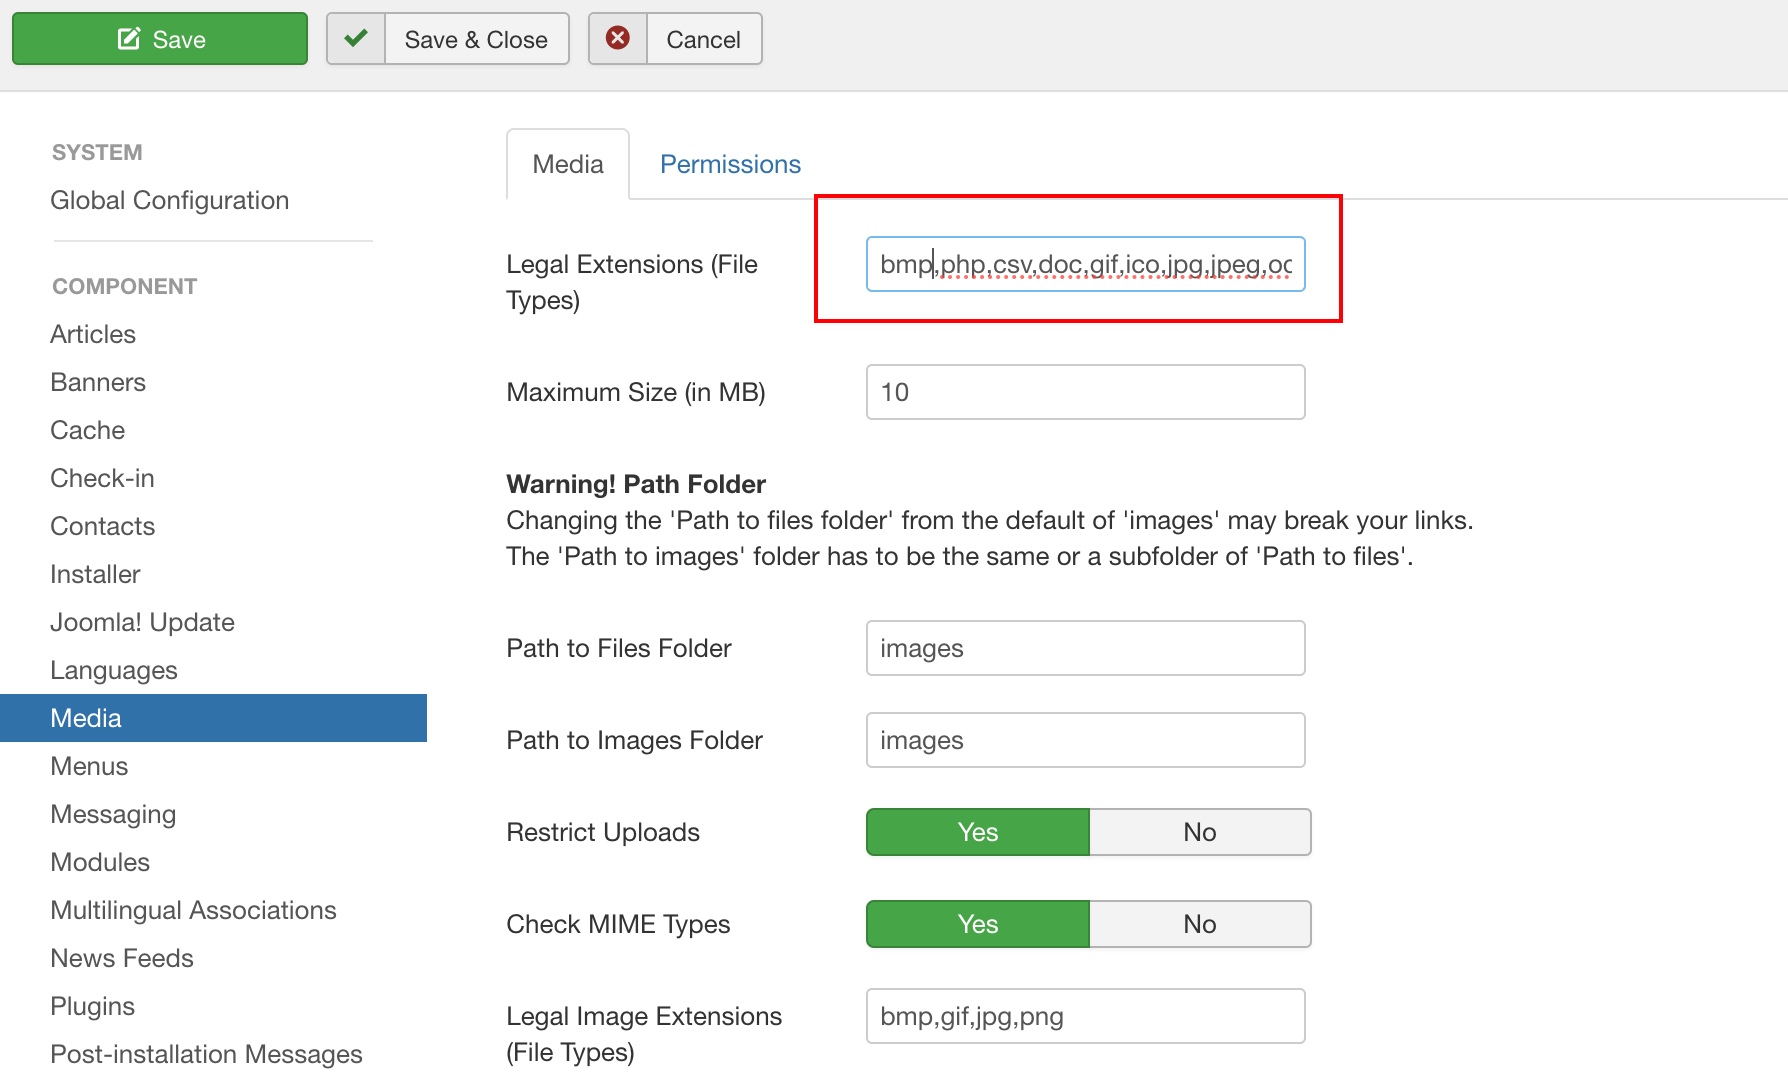 Save
Save & Close
Cancel
SYSTEM
Global Configuration
COMPONENT
Articles
Banners
Cache
Check-in
Contacts
Installer
Joomla! Update
Languages
Media
Menus
Messaging
Modules
Multilingual Associations
News Feeds
Plugins
Post-installation Messages
Media
Permissions
Legal Extensions (File
Types)
bmp,php,csv,doc,gif,ico,jpg,jpeg,oc
Maximum Size (in MB)
10
Warning! Path Folder
Changing the 'Path to files folder' from the default of 'images' may break your links.
The 'Path to images' folder has to be the same or a subfolder of 'Path to files'.
Path to Files Folder
images
Path to Images Folder
images
Restrict Uploads
Yes
No
Check MIME Types
Yes
No
Legal Image Extensions
(File Types)
bmp,gif,jpg,png